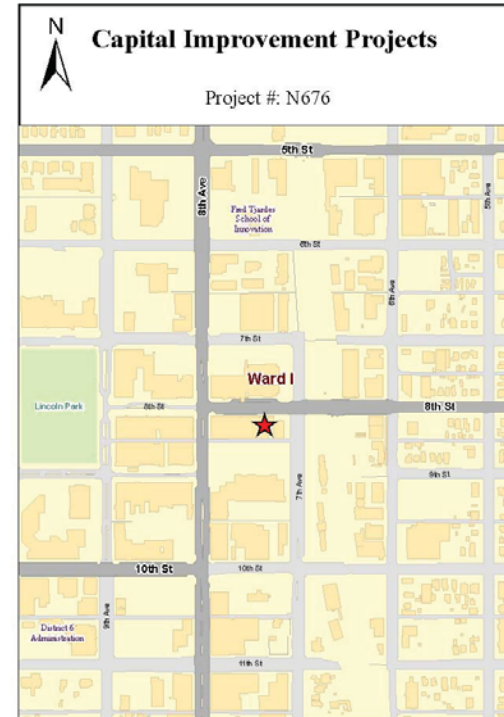 N
Capital Improvement Projects
Project #: N676
5th St
8th Ave
5th Ave
Fred Tjardes
School of
Innovation
6th St
6th Ave
7th St
Ward I
Lincoln Park
8th St
8th St
9th St
7th Ave
10th St
10th St
9th Ave
District 6
Administration
11th St
11th St